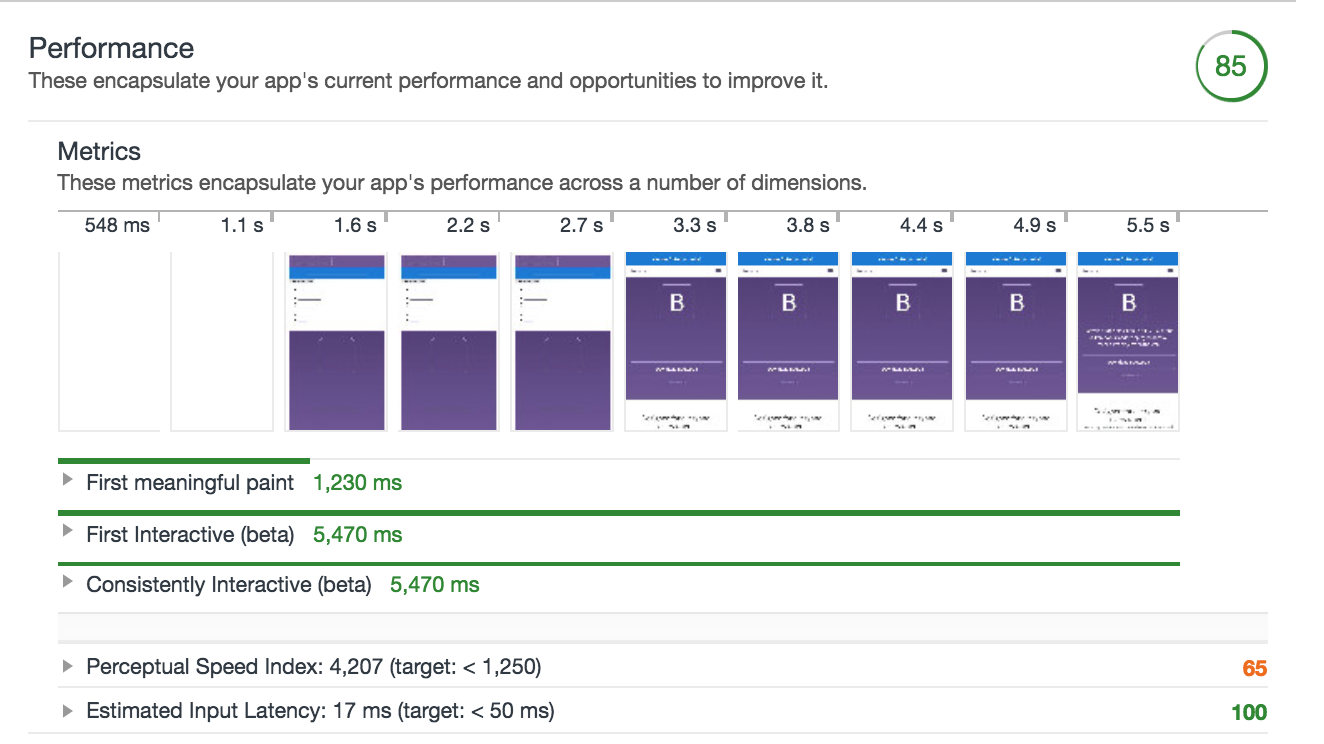 Performance
85
These encapsulate your app's current performance and opportunities to improve it.
Metrics
These metrics encapsulate your app's performance across a number of dimensions.
548 ms 1.1 s 1.6 s 2.2 s 2.7 s 3.3 s 3.8 s 4.4 s 4.9 s 5.5 s
B B B B B
First meaningful paint 1,230 ms
First Interactive (beta) 5,470 ms
Consistently Interactive (beta) 5,470 ms
Perceptual Speed Index: 4,207 (target: < 1,250) 65
Estimated Input Latency: 17 ms (target: < 50 ms) 100